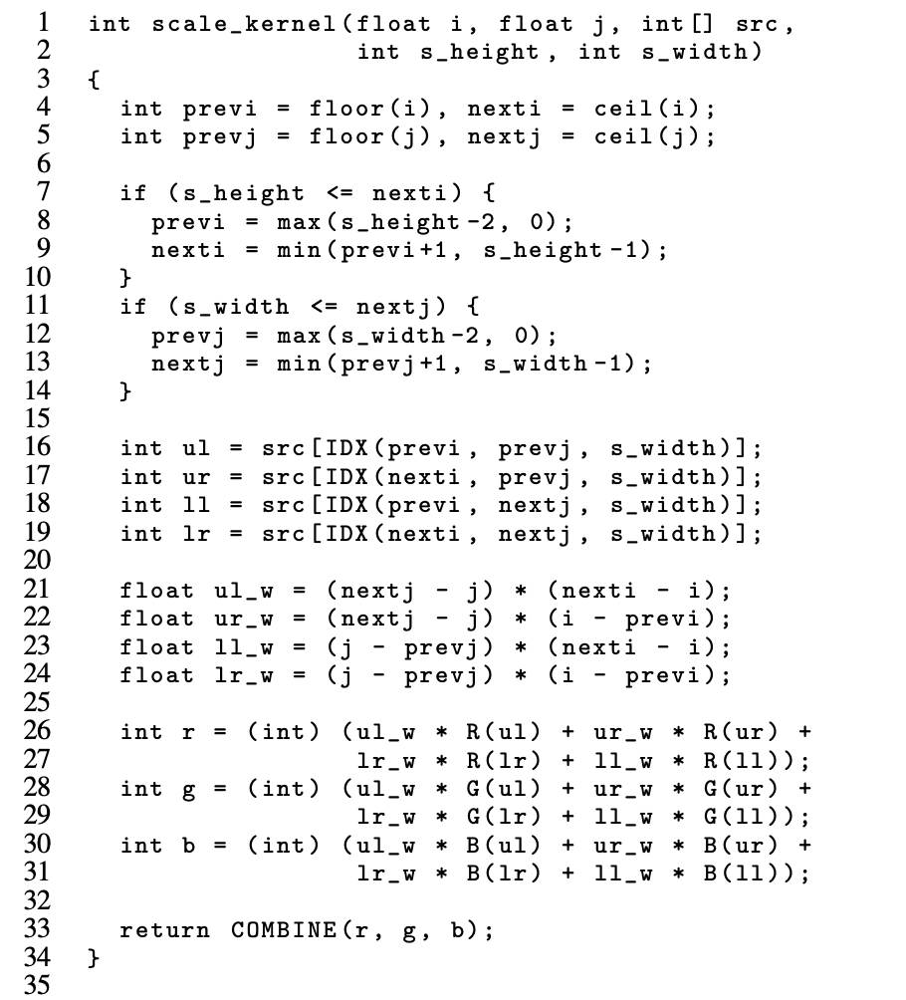 1 int scale_kernel(float i, float j, int[] src,
2 int s_height, int s_width)
3 {
4 int previ = floor(i), nexti = ceil(i);
5 int prevj = floor(j), nextj = ceil(j);
6
7 if (s_height <= nexti) {
8 previ = max(s_height-2, 0);
9 nexti = min(previ+1, s_height-1);
10 }
11 if (s_width <= nextj) {
12 prevj = max(s_width-2, 0);
13 nextj = min(prevj+1, s_width-1);
14 }
15
16 int ul = src[IDX(previ, prevj, s_width)];
17 int ur = src[IDX(nexti, prevj, s_width)];
18 int ll = src[IDX(previ, nextj, s_width)];
19 int lr = src[IDX(nexti, nextj, s_width)];
20
21 float ul_w = (nextj - j) * (nexti - i);
22 float ur_w = (nextj - j) * (i - previ);
23 float ll_w = (j - prevj) * (nexti - i);
24 float lr_w = (j - prevj) * (i - previ);
25
26 int r = (int) (ul_w * R(ul) + ur_w * R(ur) +
27 lr_w * R(lr) + ll_w * R(ll));
28 int g = (int) (ul_w * G(ul) + ur_w * G(ur) +
29 lr_w * G(lr) + ll_w * G(ll));
30 int b = (int) (ul_w * B(ul) + ur_w * B(ur) +
31 lr_w * B(lr) + ll_w * B(ll));
32
33 return COMBINE(r, g, b);
34 }
35